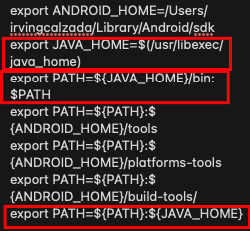 export ANDROID_HOME=/Users/
irvingcalzada/Library/Android/sdk
export JAVA_HOME=$(/usr/libexec/
java_home)
export PATH=${JAVA_HOME}/bin:
$PATH
export PATH=${PATH}:$
{ANDROID_HOME}/tools
export PATH=${PATH}:$
{ANDROID_HOME}/platforms-tools
export PATH=${PATH}:$
{ANDROID_HOME}/build-tools/
export PATH=${PATH}:${JAVA_HOME}